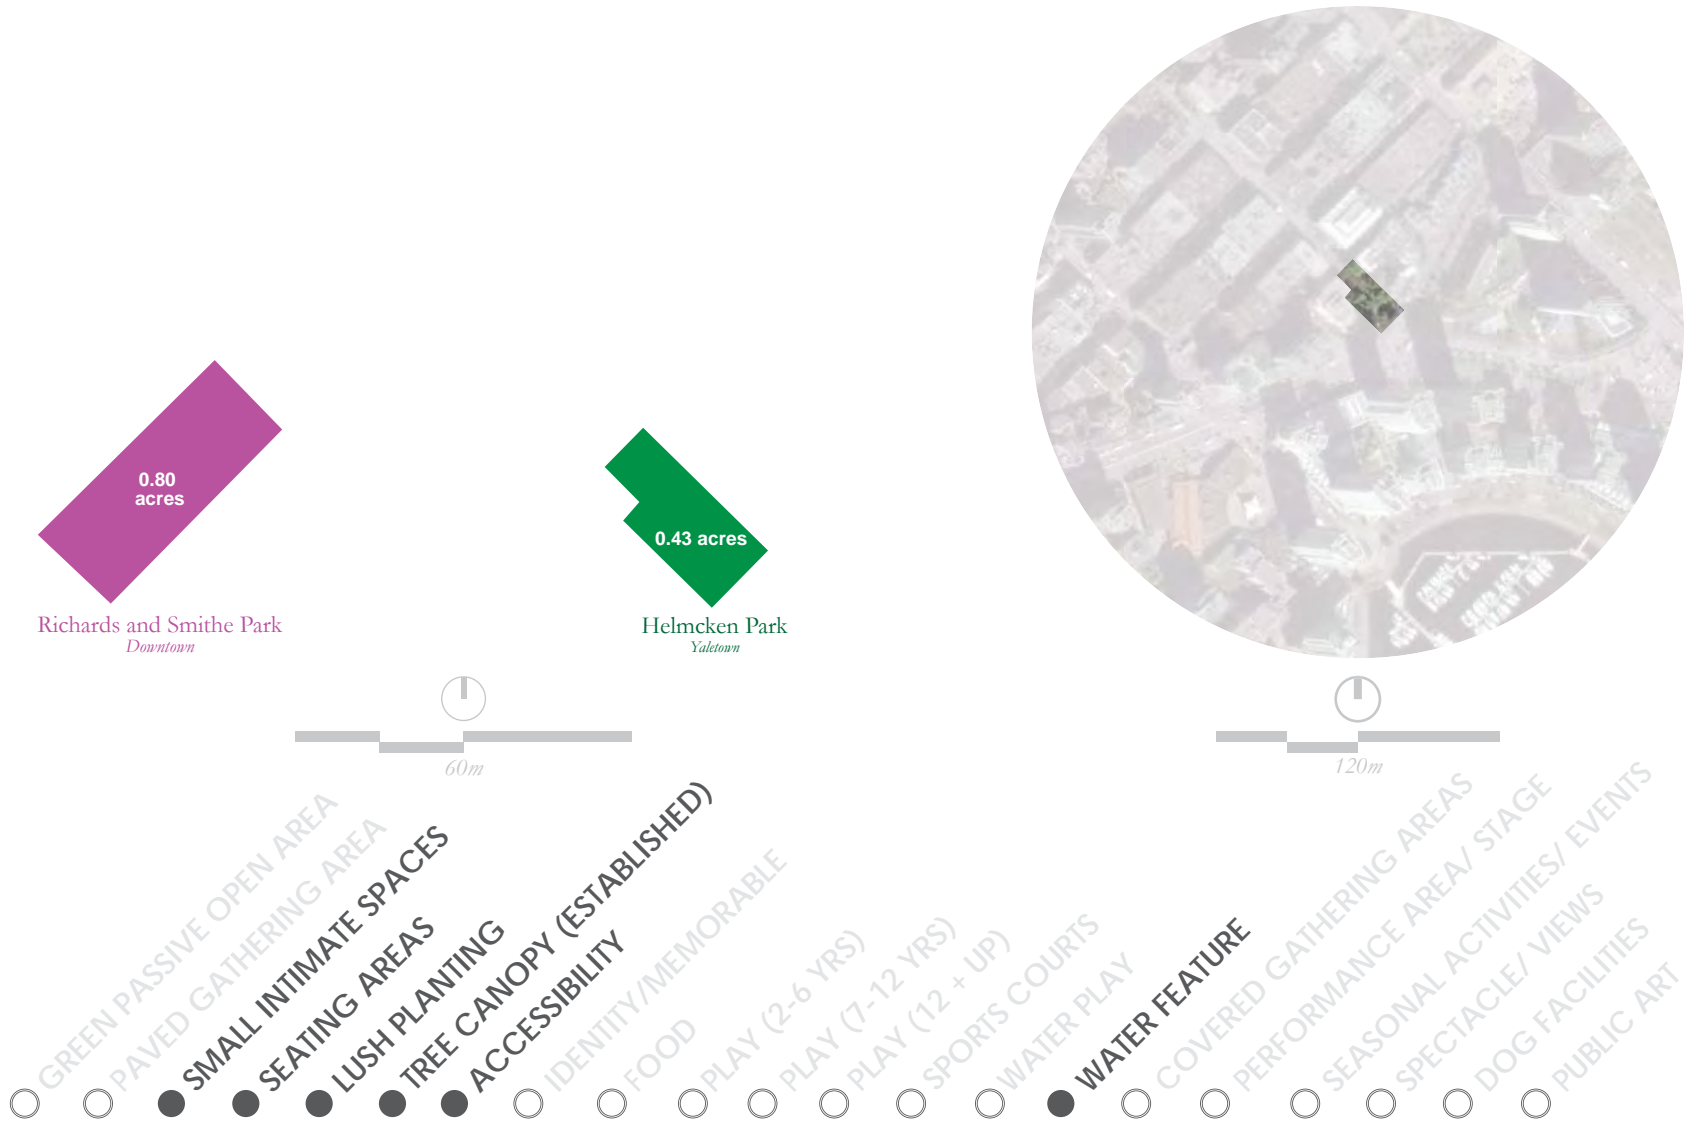 0.80
acres
0.43 acres
Richards and Smithe Park
Downtown
Helmcken Park
Yaletown
60m
120m
GREEN PASSIVE OPEN AREA
PAVED GATHERING AREA
SMALL INTIMATE SPACES
SEATING AREAS
LUSH PLANTING
TREE CANOPY (ESTABLISHED)
ACCESSIBILITY
IDENTITY/MEMORABLE
FOOD
PLAY (2-6 YRS)
PLAY (7-12 YRS)
PLAY (12 + UP)
SPORTS COURTS
WATER PLAY
WATER FEATURE
COVERED GATHERING AREAS
PERFORMANCE AREA/ STAGE
SEASONAL ACTIVITIES/ EVENTS
SPECTACLE/ VIEWS
DOG FACILITIES
PUBLIC ART